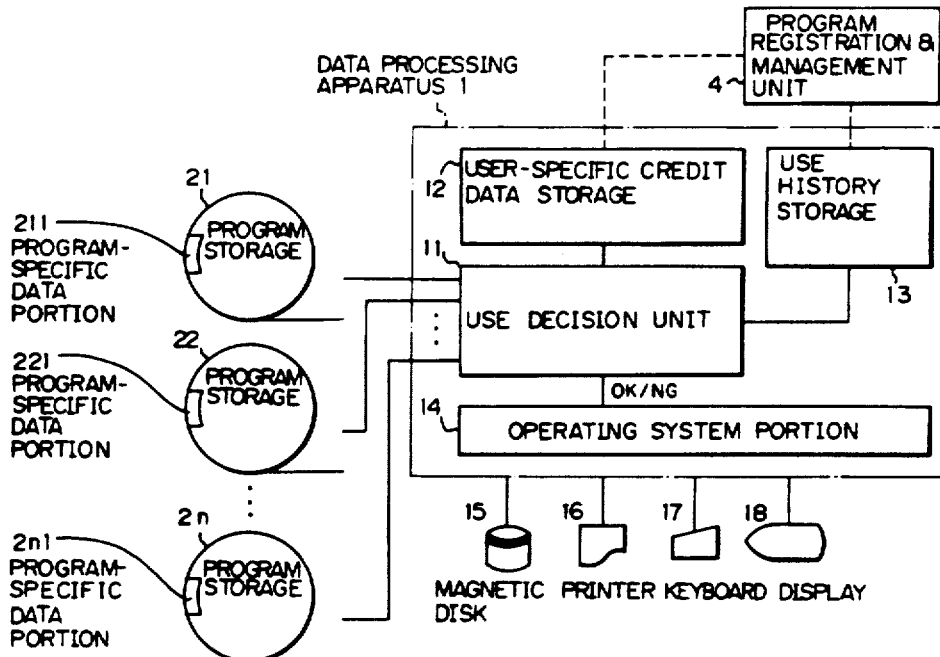 PROGRAM
REGISTRATION &
MANAGEMENT
UNIT
4
DATA PROCESSING
APPARATUS 1
12
USER-SPECIFIC CREDIT
DATA STORAGE
USE
HISTORY
STORAGE
13
21
PROGRAM
STORAGE
211
PROGRAM-
SPECIFIC
DATA
PORTION
11
USE DECISION UNIT
22
PROGRAM
STORAGE
221
PROGRAM-
SPECIFIC
DATA
PORTION
OK/NG
14
OPERATING SYSTEM PORTION
2n
PROGRAM
STORAGE
2n1
PROGRAM-
SPECIFIC
DATA
PORTION
15
MAGNETIC
DISK
16
PRINTER
17
KEYBOARD
18
DISPLAY